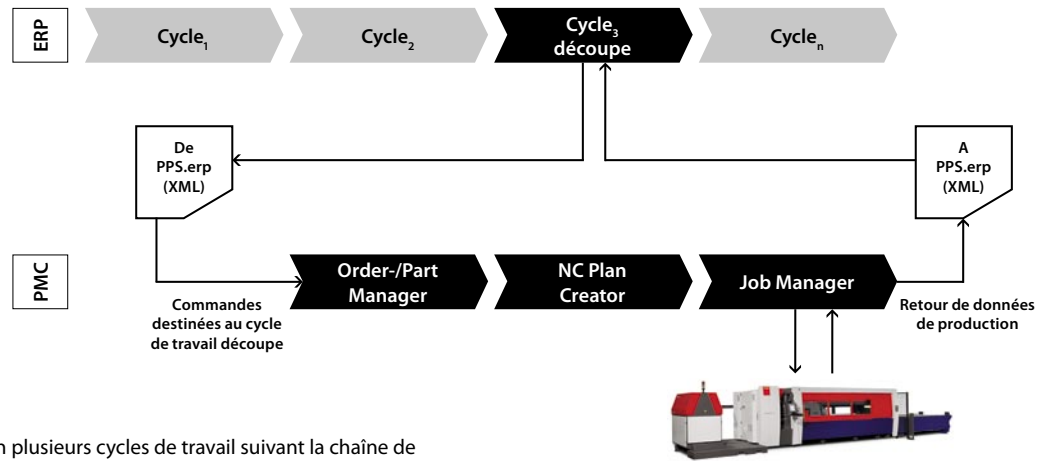 ERP
Cycle1
Cycle2
Cycle3
découpe
Cyclen
De
PPS.erp
(XML)
A
PPS.erp
(XML)
PMC
Order-/Part
Manager
NC Plan
Creator
Job Manager
Commandes
destinées au cycle
de travail découpe
Retour de données
de production
n plusieurs cycles de travail suivant la chaîne de